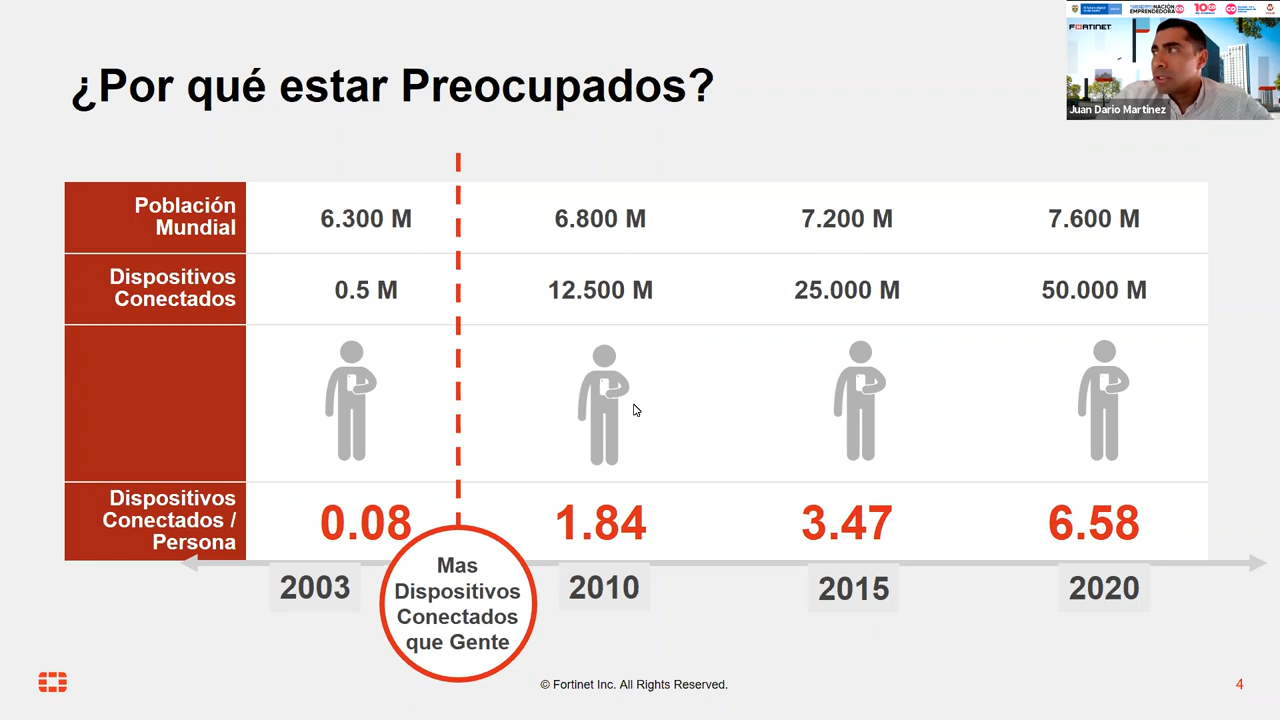 ¿Por qué estar Preocupados?
NACIÓN
EMPRENDEDORA
FORTINET
Juan Dario Martinez
Población
Mundial
6.300 M
6.800 M
7.200 M
7.600 M
Dispositivos
Conectados
0.5 M
12.500 M
25.000 M
50.000 M
Dispositivos
Conectados /
Persona
0.08
1.84
3.47
6.58
2003
2010
2015
2020
Mas
Dispositivos
Conectados
que Gente
© Fortinet Inc. All Rights Reserved.
4